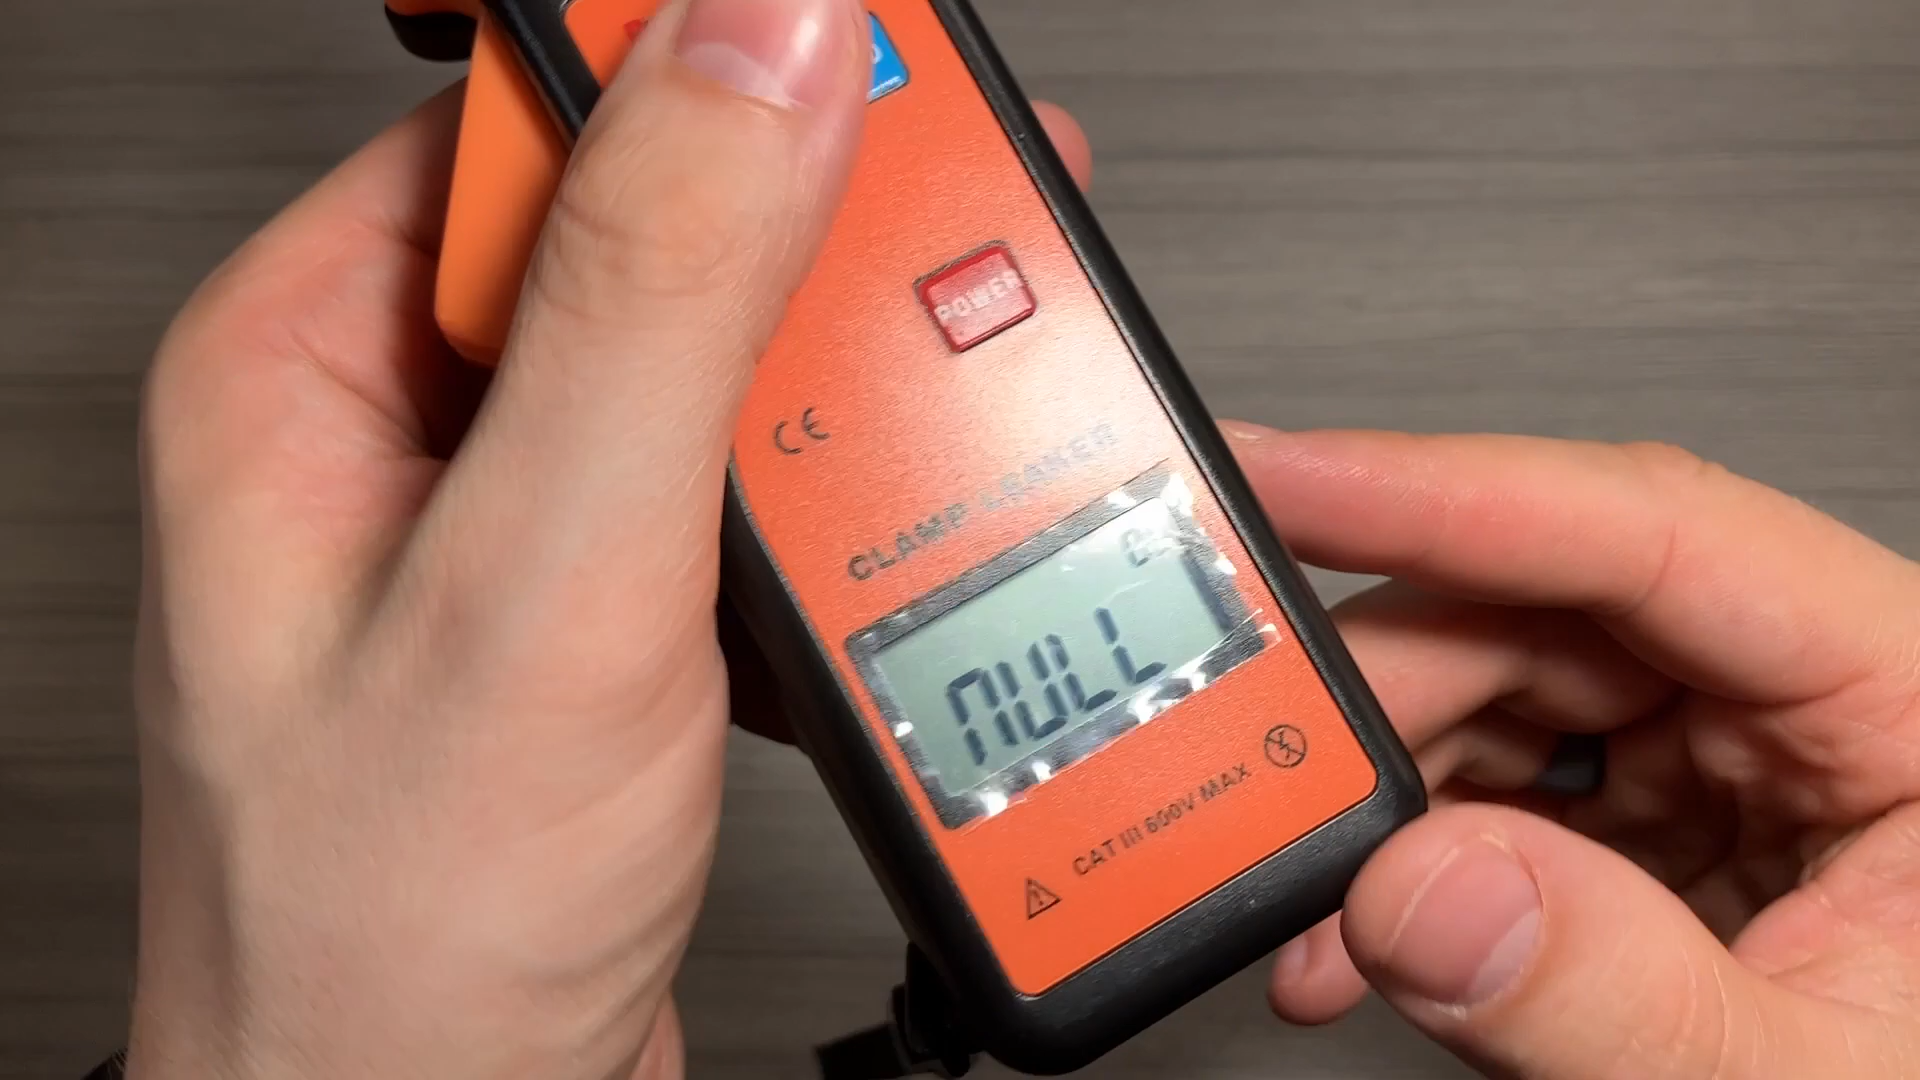 POWER
CE
CLAMP LEAKER
NULL
CAT III 600V MAX